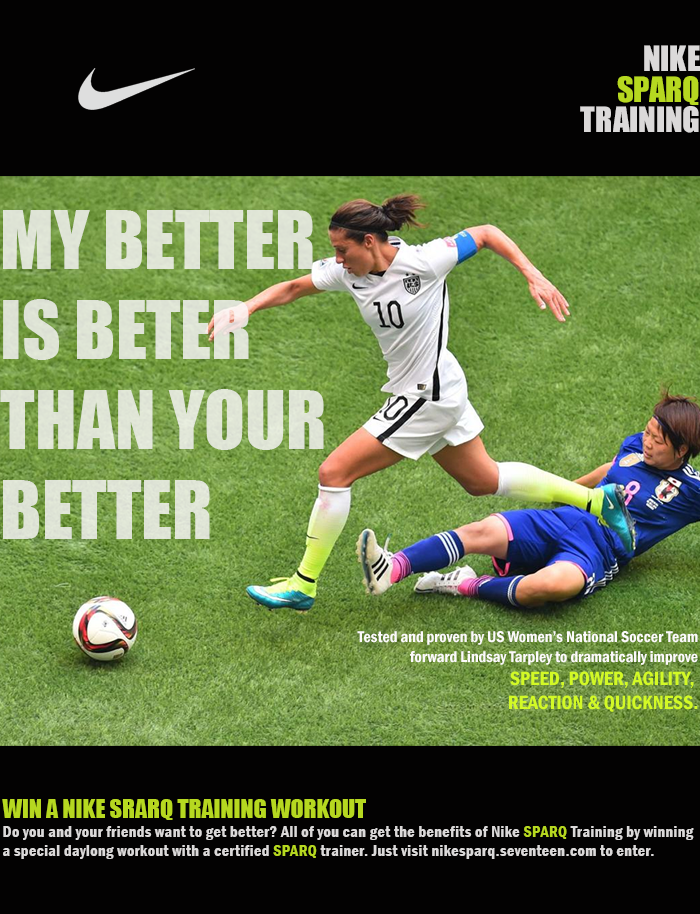 NIKE
SPARQ
TRAINING
MY BETTER
IS BETER
THAN YOUR
BETTER
10
10
8
Tested and proven by US Women's National Soccer Team
forward Lindsay Tarpley to dramatically improve
SPEED, POWER, AGILITY,
REACTION & QUICKNESS.
WIN A NIKE SRARQ TRAINING WORKOUT
Do you and your friends want to get better? All of you can get the benefits of Nike SPARQ Training by winning
a special daylong workout with a certified SPARQ trainer. Just visit nikesparq.seventeen.com to enter.